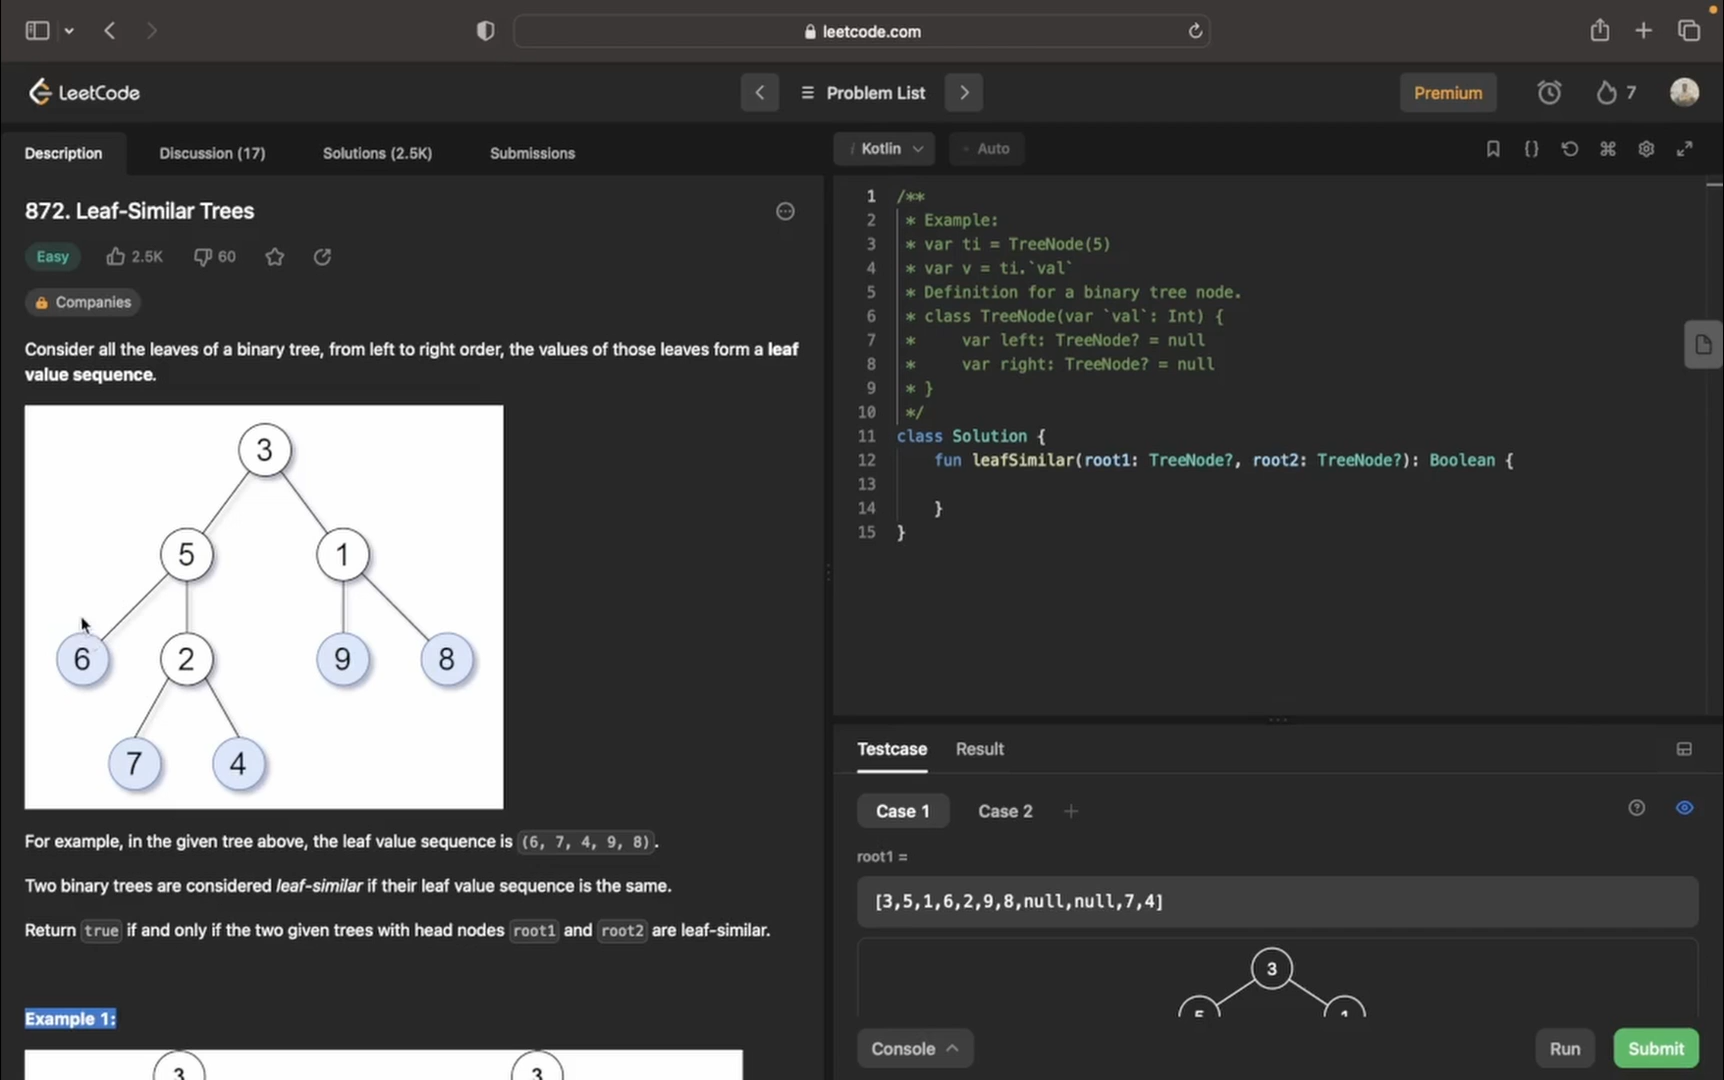 leetcode.com
LeetCode
Problem List
Premium
7
Description
Discussion (17)
Solutions (2.5K)
Submissions
872. Leaf-Similar Trees
Easy
2.5K
60
Companies
Consider all the leaves of a binary tree, from left to right order, the values of those leaves form a leaf
value sequence.
3
5
1
6
2
9
8
7
4
For example, in the given tree above, the leaf value sequence is (6, 7, 4, 9, 8).
Two binary trees are considered leaf-similar if their leaf value sequence is the same.
Return true if and only if the two given trees with head nodes root1 and root2 are leaf-similar.
Example 1:
3
3
i Kotlin
Auto
1 /**
2 * Example:
3 * var ti = TreeNode(5)
4 * var v = ti.`val`
5 * Definition for a binary tree node.
6 * class TreeNode(var `val`: Int) {
7 *     var left: TreeNode? = null
8 *     var right: TreeNode? = null
9 * }
10 */
11 class Solution {
12     fun leafSimilar(root1: TreeNode?, root2: TreeNode?): Boolean {
13
14     }
15 }
Testcase
Result
Case 1
Case 2
root1 =
[3,5,1,6,2,9,8,null,null,7,4]
3
5
1
Console
Run
Submit